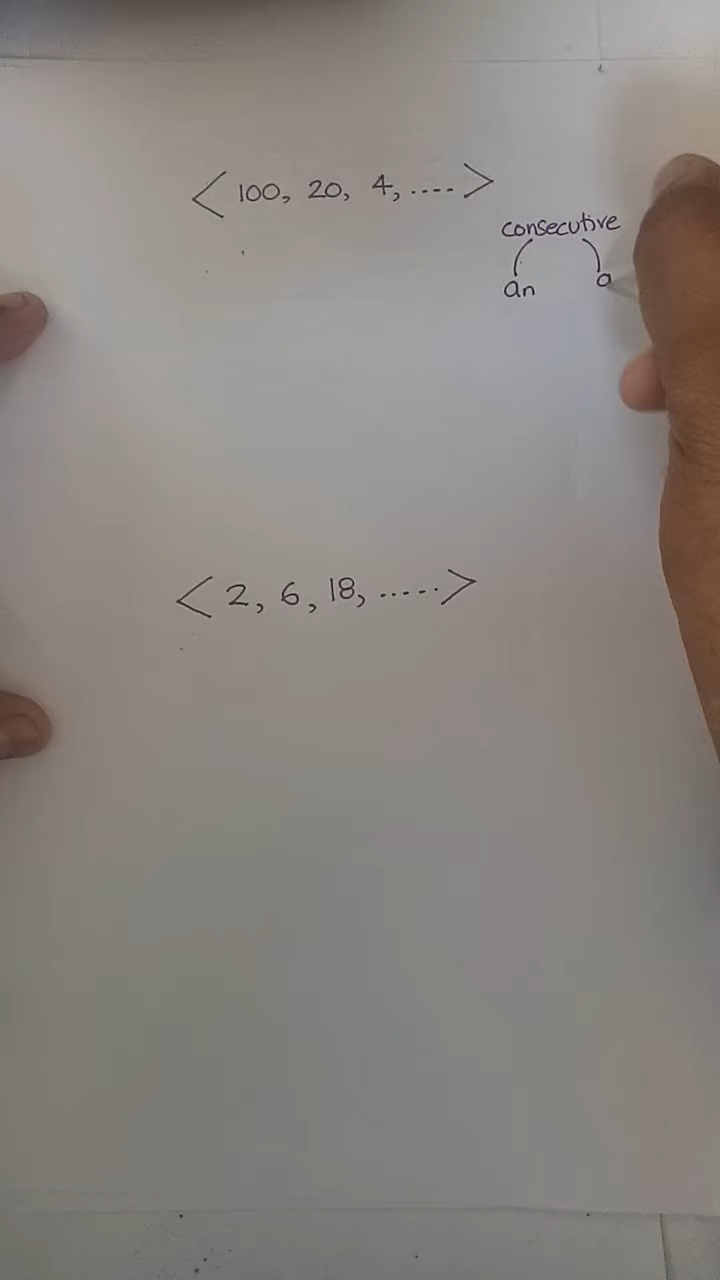 < 100, 20, 4, .... >
consecutive
an a
< 2, 6, 18, ..... >